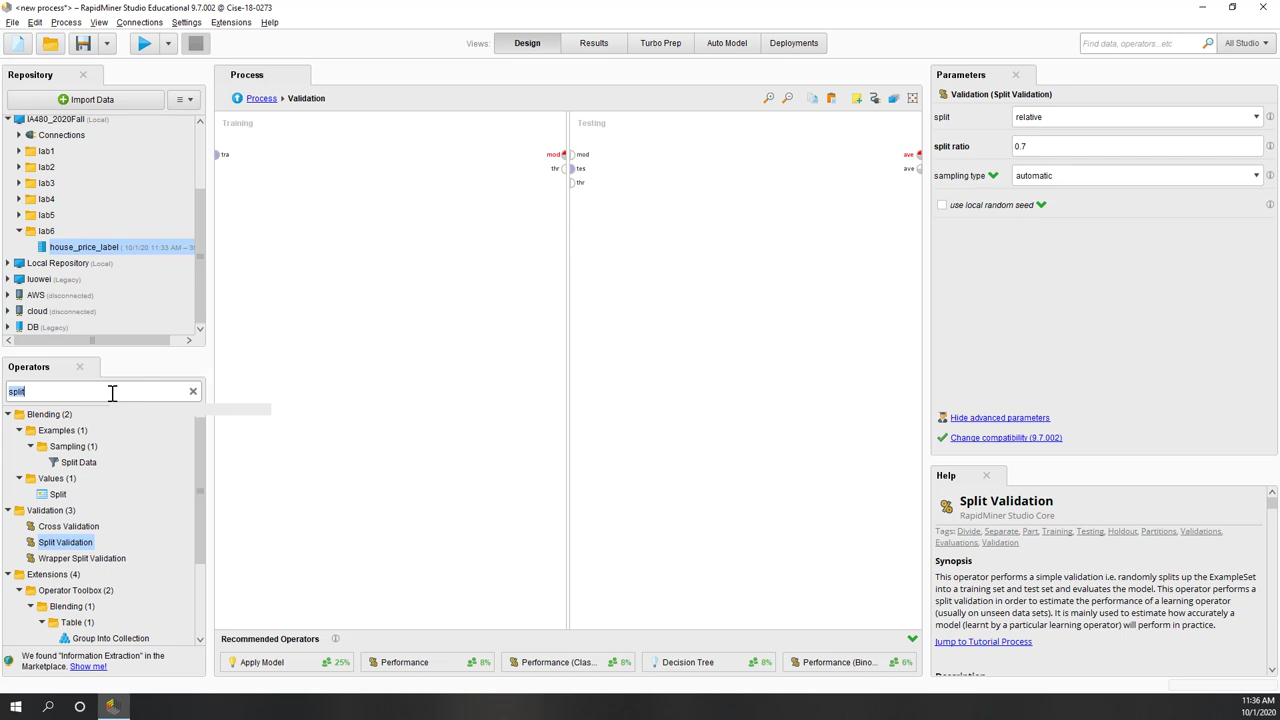 <new process*> – RapidMiner Studio Educational 9.7.002 @ Cise-18-0273
File Edit Process View Connections Settings Extensions Help
Views: Design Results Turbo Prep Auto Model Deployments
Find data, operators...etc All Studio
Repository
Import Data
IA480_2020Fall (Local)
Connections
lab1
lab2
lab3
lab4
lab5
lab6
house_price_label (10/1/20 11:33 AM –
Local Repository (Local)
luowei (Legacy)
AWS (disconnected)
cloud (disconnected)
DB (Legacy)
Operators
split
Blending (2)
Examples (1)
Sampling (1)
Split Data
Values (1)
Split
Validation (3)
Cross Validation
Split Validation
Wrapper Split Validation
Extensions (4)
Operator Toolbox (2)
Blending (1)
Table (1)
Group Into Collection
We found "Information Extraction" in the
Marketplace. Show me!
Process
Process Validation
Training
Testing
tra
mod
thr
mod
tes
thr
ave
ave
Recommended Operators
Apply Model 25%
Performance 8%
Performance (Clas... 8%
Decision Tree 8%
Performance (Bino... 6%
Parameters
Validation (Split Validation)
split relative
split ratio 0.7
sampling type automatic
use local random seed
Hide advanced parameters
Change compatibility (9.7.002)
Help
Split Validation
RapidMiner Studio Core
Tags: Divide, Separate, Part, Training, Testing, Holdout, Partitions, Validations,
Evaluations, Validation
Synopsis
This operator performs a simple validation i.e. randomly splits up the ExampleSet
into a training set and test set and evaluates the model. This operator performs a
split validation in order to estimate the performance of a learning operator
(usually on unseen data sets). It is mainly used to estimate how accurately a
model (learnt by a particular learning operator) will perform in practice.
Jump to Tutorial Process
11:36 AM
10/1/2020